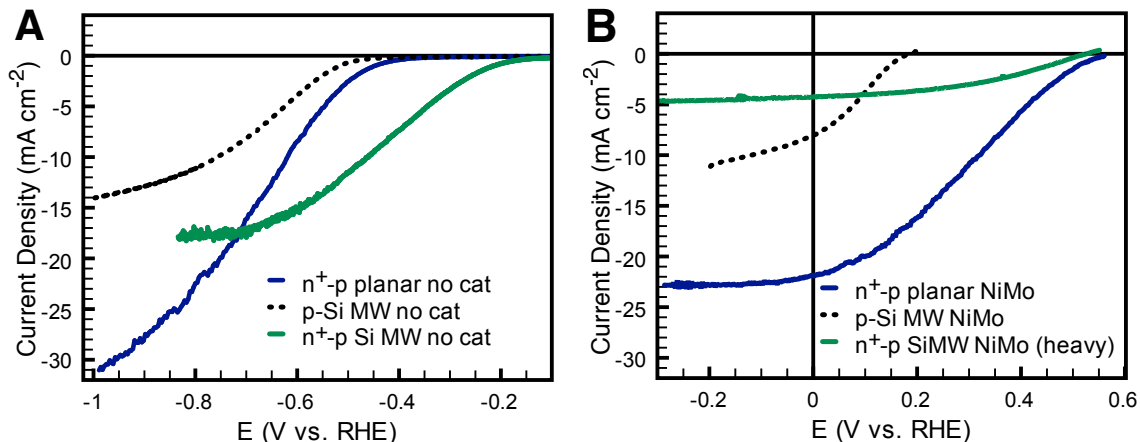 A
Current Density (mA cm-2)
0
-5
-10
-15
-20
-25
-30
n+-p planar no cat
p-Si MW no cat
n+-p Si MW no cat
-1
-0.8
-0.6
-0.4
-0.2
E (V vs. RHE)
B
Current Density (mA cm-2)
0
-5
-10
-15
-20
-25
-30
n+-p planar NiMo
p-Si MW NiMo
n+-p SiMW NiMo (heavy)
-0.2
0
0.2
0.4
0.6
E (V vs. RHE)